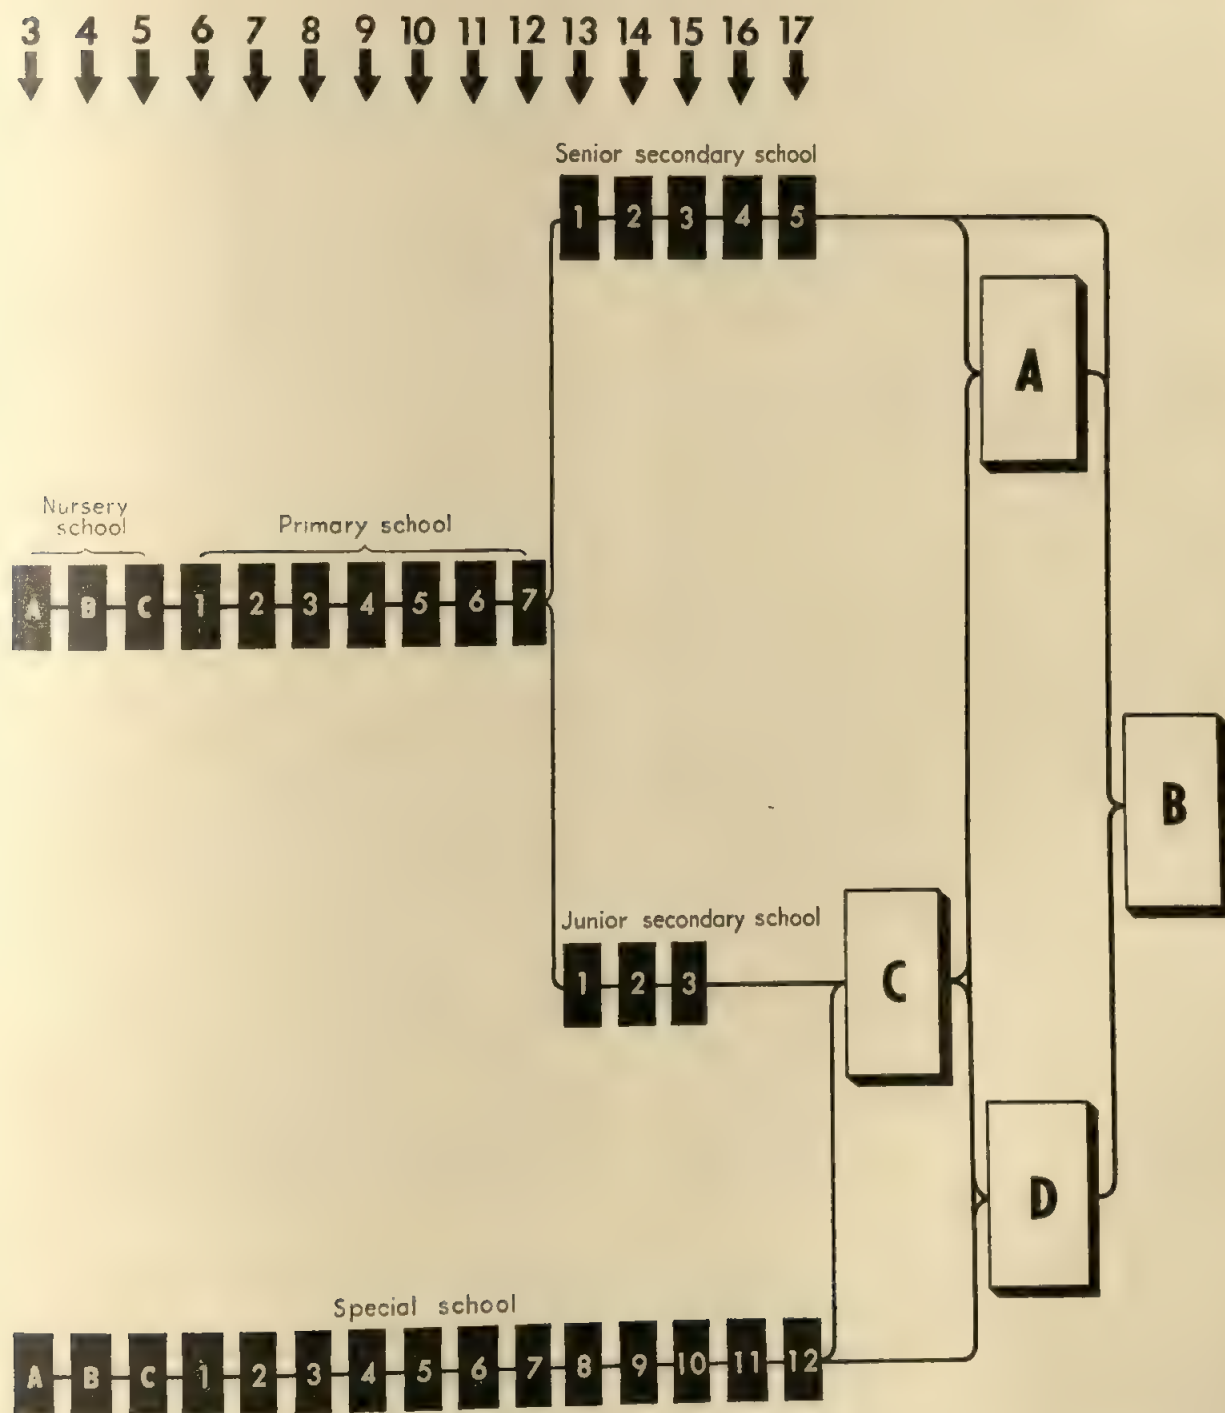 3 4 5 6 7 8 9 10 11 12 13 14 15 16 17
Senior secondary school
1 2 3 4 5
A
Nursery
school
Primary school
A B C 1 2 3 4 5 6 7
B
Junior secondary school
1 2 3
C
D
Special school
A B C 1 2 3 4 5 6 7 8 9 10 11 12